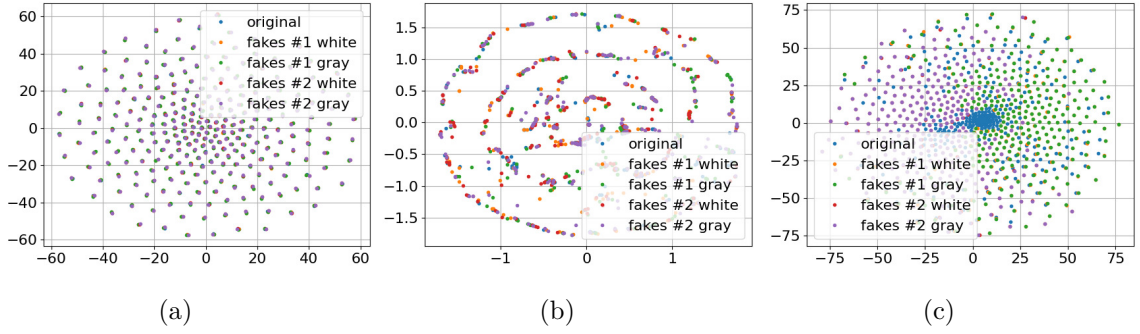 60
40
20
0
−20
−40
−60
−60 −40 −20 0 20 40 60
original
fakes #1 white
fakes #1 gray
fakes #2 white
fakes #2 gray
(a)
1.5
1.0
0.5
0.0
−0.5
−1.0
−1.5
−1 0 1
original
fakes #1 white
fakes #1 gray
fakes #2 white
fakes #2 gray
(b)
75
50
25
0
−25
−50
−75
−75 −50 −25 0 25 50 75
original
fakes #1 white
fakes #1 gray
fakes #2 white
fakes #2 gray
(c)